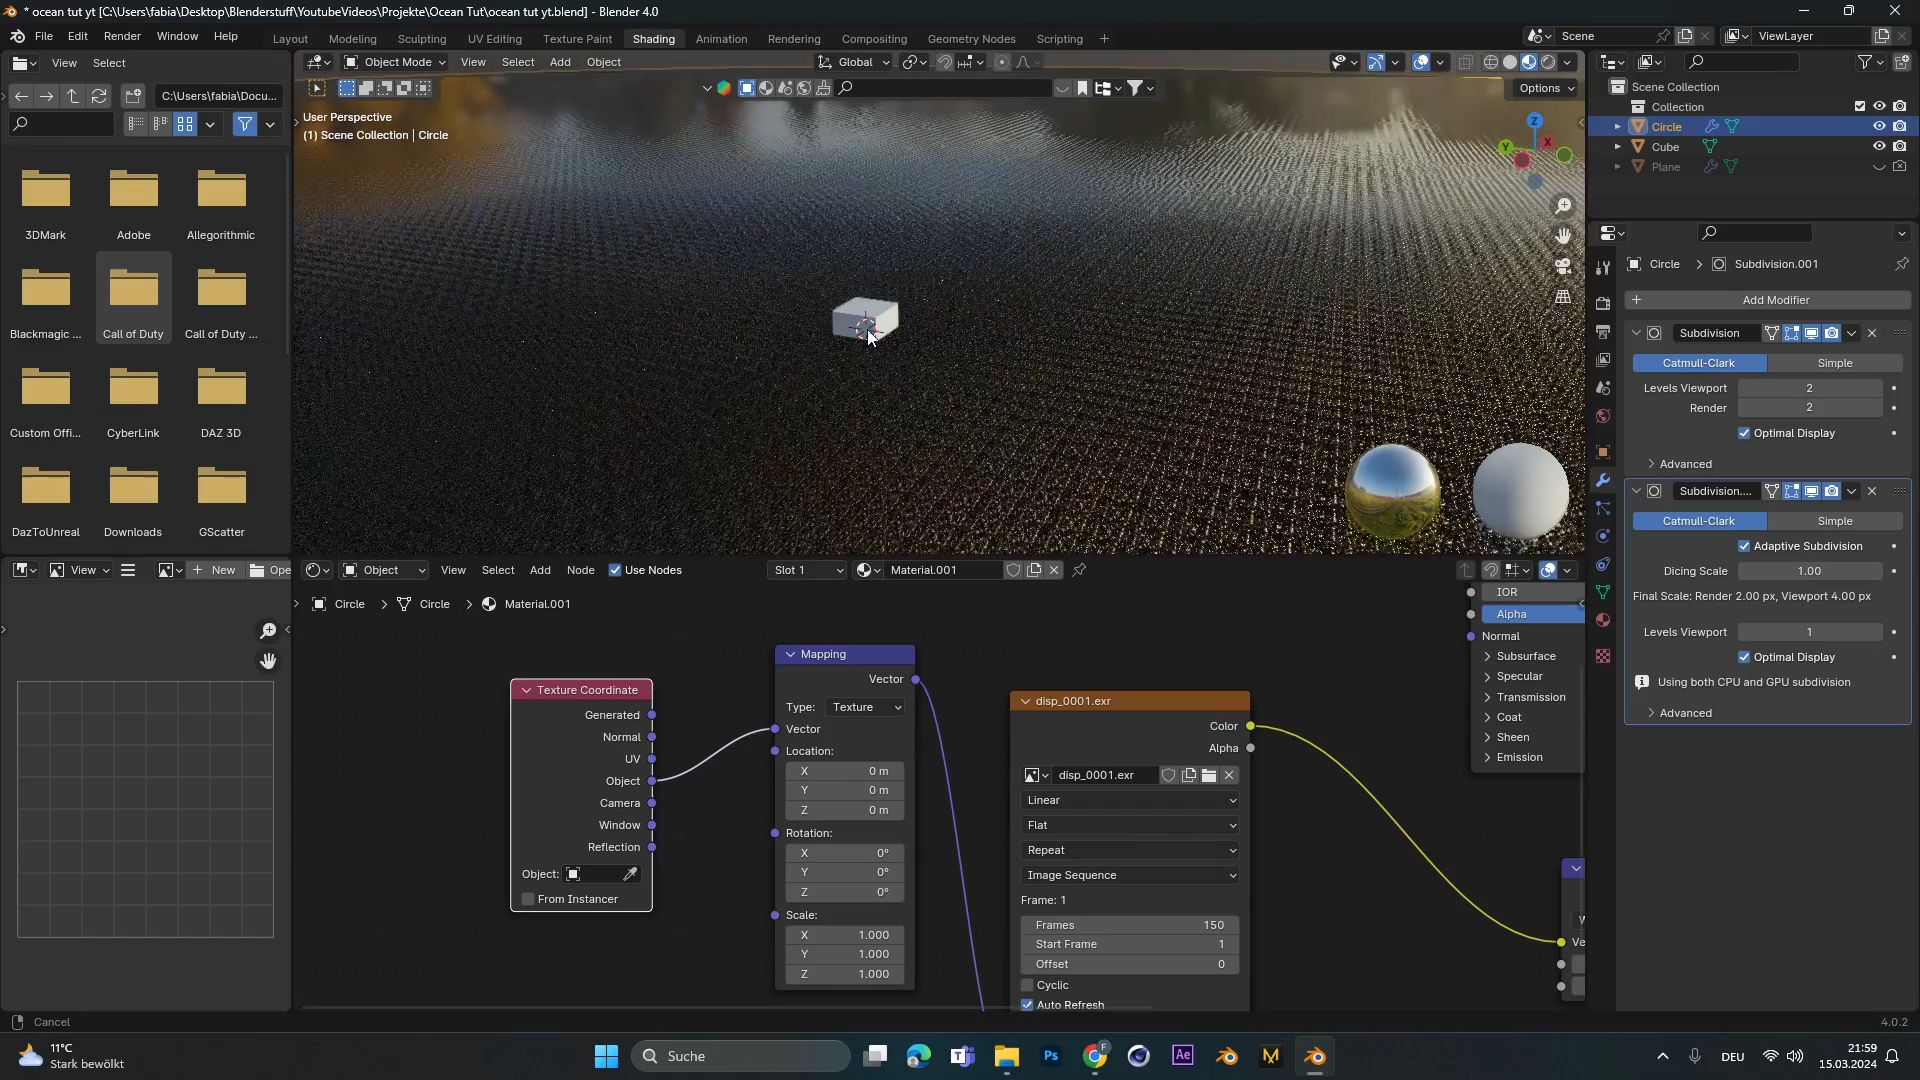 * ocean tut yt [C:\Users\fabia\Desktop\Blenderstuff\YoutubeVideos\Projekte\Ocean Tut\ocean tut yt.blend] - Blender 4.0
File Edit Render Window Help
Layout Modeling Sculpting UV Editing Texture Paint Shading Animation Rendering Compositing Geometry Nodes Scripting +
Scene
ViewLayer
View Select
Object Mode View Select Add Object
Global
C:\Users\fabia\Docu...
Options
User Perspective
(1) Scene Collection | Circle
Z
X
Y
3DMark
Adobe
Allegorithmic
Blackmagic ...
Call of Duty
Call of Duty ...
Custom Offi...
CyberLink
DAZ 3D
DazToUnreal
Downloads
GScatter
Scene Collection
Collection
Circle
Cube
Plane
Circle > Subdivision.001
+ Add Modifier
Subdivision
Catmull-Clark Simple
Levels Viewport 2
Render 2
Optimal Display
Advanced
Subdivision....
Catmull-Clark Simple
Adaptive Subdivision
Dicing Scale 1.00
Final Scale: Render 2.00 px, Viewport 4.00 px
Levels Viewport 1
Optimal Display
Using both CPU and GPU subdivision
Advanced
View
+ New
Ope
Object View Select Add Node Use Nodes
Slot 1
Material.001
Circle > Circle > Material.001
Texture Coordinate
Generated
Normal
UV
Object
Camera
Window
Reflection
Object:
From Instancer
Mapping
Vector
Type: Texture
Vector
Location:
X 0 m
Y 0 m
Z 0 m
Rotation:
X 0°
Y 0°
Z 0°
Scale:
X 1.000
Y 1.000
Z 1.000
disp_0001.exr
Color
Alpha
disp_0001.exr
Linear
Flat
Repeat
Image Sequence
Frame: 1
Frames 150
Start Frame 1
Offset 0
Cyclic
Auto Refresh
IOR
Alpha
Normal
Subsurface
Specular
Transmission
Coat
Sheen
Emission
Ve
Cancel
4.0.2
11°C
Stark bewölkt
Suche
DEU
21:59
15.03.2024